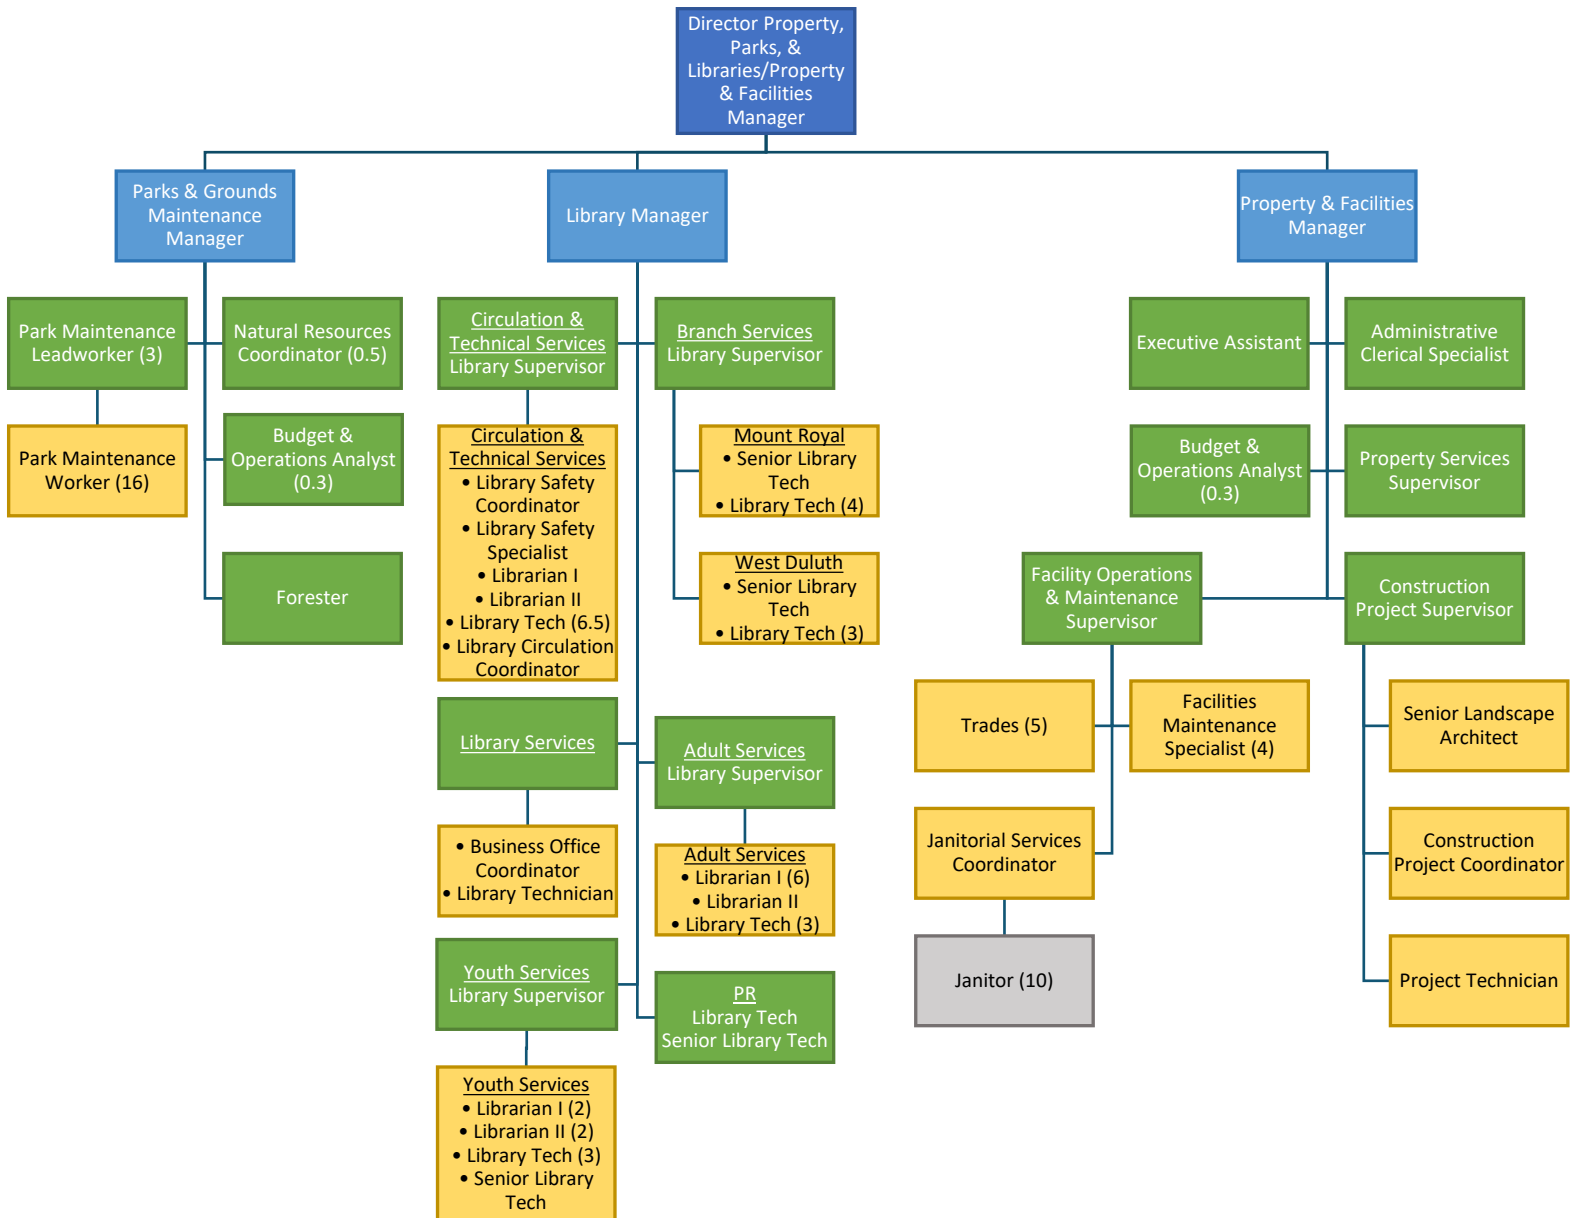 Director Property,
Parks, &
Libraries/Property
& Facilities
Manager
Parks & Grounds
Maintenance
Manager
Library Manager
Property & Facilities
Manager
Park Maintenance
Leadworker (3)
Natural Resources
Coordinator (0.5)
Park Maintenance
Worker (16)
Budget &
Operations Analyst
(0.3)
Forester
Circulation &
Technical Services
Library Supervisor
Branch Services
Library Supervisor
Circulation &
Technical Services
• Library Safety
Coordinator
• Library Safety
Specialist
• Librarian I
• Librarian II
• Library Tech (6.5)
• Library Circulation
Coordinator
Mount Royal
• Senior Library
Tech
• Library Tech (4)
West Duluth
• Senior Library
Tech
• Library Tech (3)
Library Services
Adult Services
Library Supervisor
• Business Office
Coordinator
• Library Technician
Adult Services
• Librarian I (6)
• Librarian II
• Library Tech (3)
Youth Services
Library Supervisor
PR
Library Tech
Senior Library Tech
Youth Services
• Librarian I (2)
• Librarian II (2)
• Library Tech (3)
• Senior Library
Tech
Executive Assistant
Administrative
Clerical Specialist
Budget &
Operations Analyst
(0.3)
Property Services
Supervisor
Facility Operations
& Maintenance
Supervisor
Construction
Project Supervisor
Trades (5)
Facilities
Maintenance
Specialist (4)
Janitorial Services
Coordinator
Janitor (10)
Senior Landscape
Architect
Construction
Project Coordinator
Project Technician